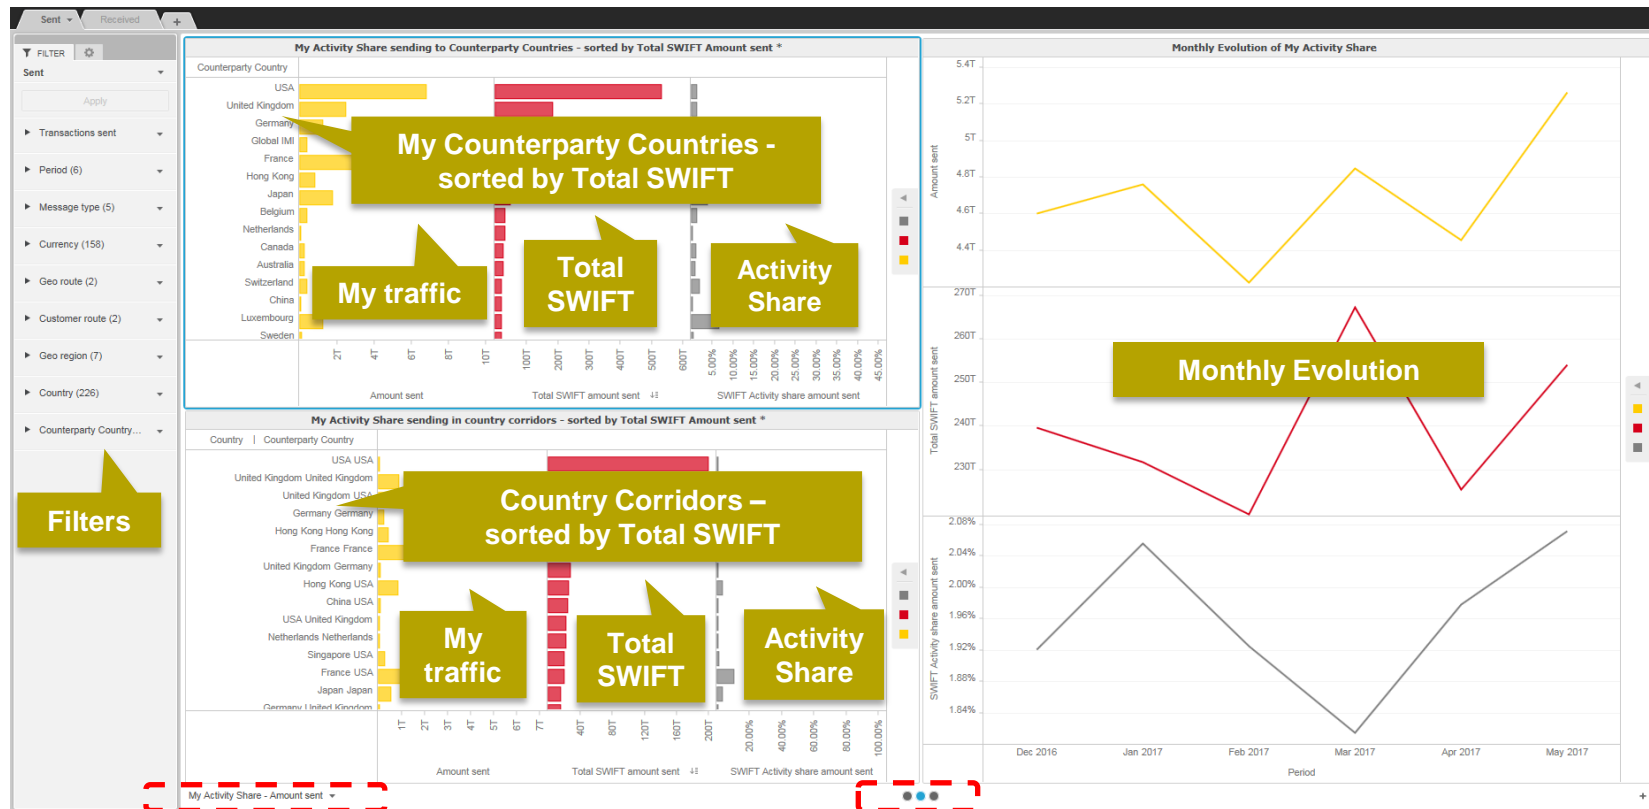 Sent
Received
+
FILTER
Sent
Apply
Transactions sent
Period (6)
Message type (5)
Currency (158)
Geo route (2)
Customer route (2)
Geo region (7)
Country (226)
Counterparty Country...
Filters
My Activity Share sending to Counterparty Countries - sorted by Total SWIFT Amount sent *
Counterparty Country
USA
United Kingdom
Germany
Global IMI
France
Hong Kong
Japan
Belgium
Netherlands
Canada
Australia
Switzerland
China
Luxembourg
Sweden
My Counterparty Countries -
sorted by Total SWIFT
My traffic
Total
SWIFT
Activity
Share
2T
4T
6T
8T
10T
100T
200T
300T
400T
500T
600T
5.00%
10.00%
15.00%
20.00%
25.00%
30.00%
35.00%
40.00%
45.00%
Amount sent
Total SWIFT amount sent
SWIFT Activity share amount sent
My Activity Share sending in country corridors - sorted by Total SWIFT Amount sent *
Country | Counterparty Country
USA USA
United Kingdom United Kingdom
United Kingdom USA
Germany Germany
Hong Kong Hong Kong
France France
United Kingdom Germany
Hong Kong USA
China USA
USA United Kingdom
Netherlands Netherlands
Singapore USA
France USA
Japan Japan
Germany United Kingdom
Country Corridors –
sorted by Total SWIFT
My
traffic
Total
SWIFT
Activity
Share
1T
2T
3T
4T
5T
6T
7T
40T
80T
120T
160T
200T
20.00%
40.00%
60.00%
80.00%
100.00%
Amount sent
Total SWIFT amount sent
SWIFT Activity share amount sent
Monthly Evolution of My Activity Share
5.4T
5.2T
5T
4.8T
4.6T
4.4T
Amount sent
270T
260T
250T
240T
230T
Total SWIFT amount sent
Monthly Evolution
2.08%
2.04%
2.00%
1.96%
1.92%
1.88%
1.84%
SWIFT Activity share amount sent
Dec 2016
Jan 2017
Feb 2017
Mar 2017
Apr 2017
May 2017
Period
My Activity Share - Amount sent
+